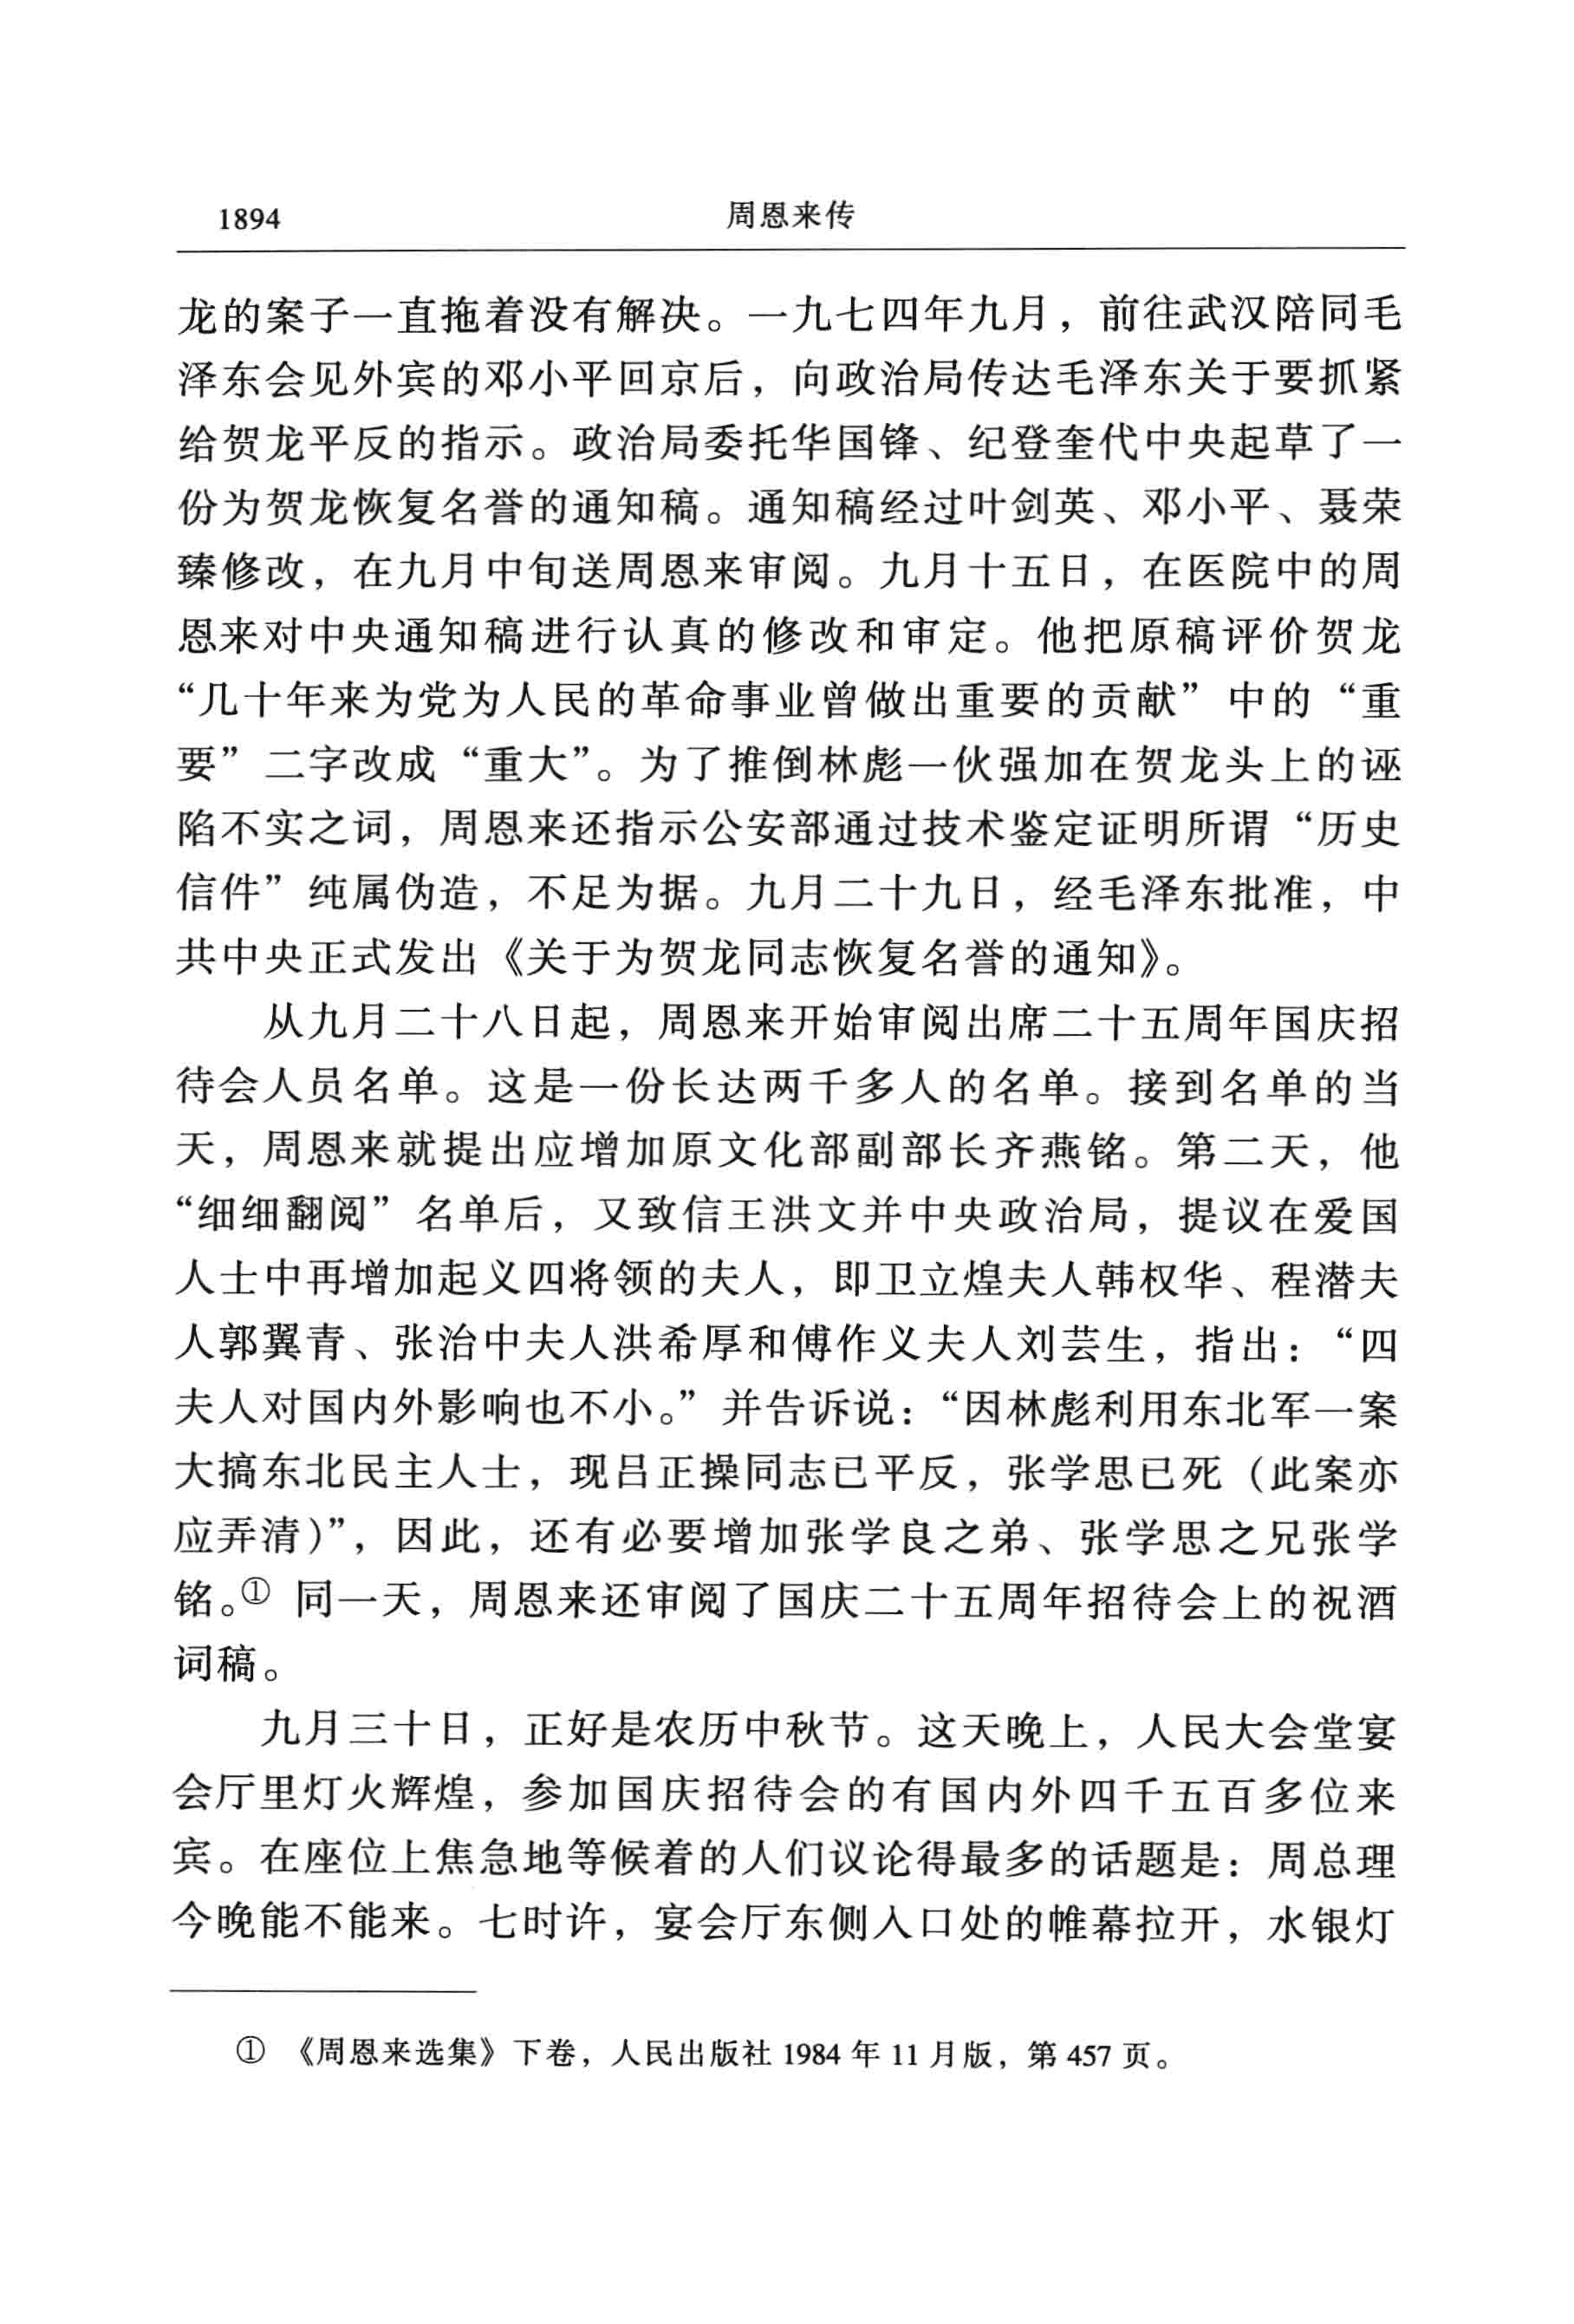 1894
周恩来传
龙的案子一直拖着没有解决。一九七四年九月，前往武汉陪同毛
泽东会见外宾的邓小平回京后，向政治局传达毛泽东关于要抓紧
给贺龙平反的指示。政治局委托华国锋、纪登奎代中央起草了一
份为贺龙恢复名誉的通知稿。通知稿经过叶剑英、邓小平、聂荣
臻修改，在九月中旬送周恩来审阅。九月十五日，在医院中的周
恩来对中央通知稿进行认真的修改和审定。他把原稿评价贺龙
“几十年来为党为人民的革命事业曾做出重要的贡献”中的“重
要”二字改成“重大”。为了推倒林彪一伙强加在贺龙头上的诬
陷不实之词，周恩来还指示公安部通过技术鉴定证明所谓“历史
信件”纯属伪造，不足为据。九月二十九日，经毛泽东批准，中
共中央正式发出《关于为贺龙同志恢复名誉的通知》。
从九月二十八日起，周恩来开始审阅出席二十五周年国庆招
待会人员名单。这是一份长达两千多人的名单。接到名单的当
天，周恩来就提出应增加原文化部副部长齐燕铭。第二天，他
“细细翻阅”名单后，又致信王洪文并中央政治局，提议在爱国
人士中再增加起义四将领的夫人，即卫立煌夫人韩权华、程潜夫
人郭翼青、张治中夫人洪希厚和傅作义夫人刘芸生，指出：“四
夫人对国内外影响也不小。”并告诉说：“因林彪利用东北军一案
大搞东北民主人士，现吕正操同志已平反，张学思已死（此案亦
应弄清）”，因此，还有必要增加张学良之弟、张学思之兄张学
铭。① 同一天，周恩来还审阅了国庆二十五周年招待会上的祝酒
词稿。
九月三十日，正好是农历中秋节。这天晚上，人民大会堂宴
会厅里灯火辉煌，参加国庆招待会的有国内外四千五百多位来
宾。在座位上焦急地等候着的人们议论得最多的话题是：周总理
今晚能不能来。七时许，宴会厅东侧入口处的帷幕拉开，水银灯
① 《周恩来选集》下卷，人民出版社 1984 年 11 月版，第 457 页。